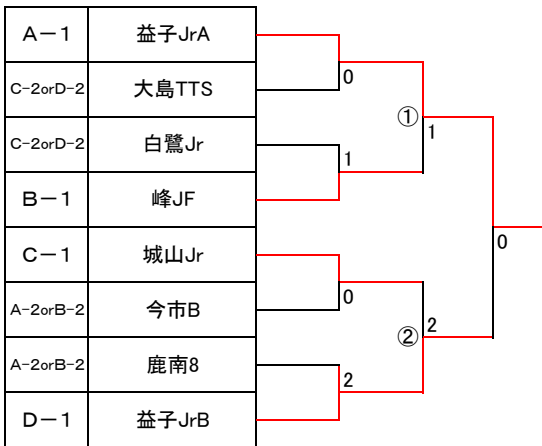 A－1 益子JrA
C-2orD-2 大島TTS
0
①
1
C-2orD-2 白鷺Jr
1
B－1 峰JF
0
C－1 城山Jr
A-2orB-2 今市B
0
②
2
A-2orB-2 鹿南8
2
D－1 益子JrB